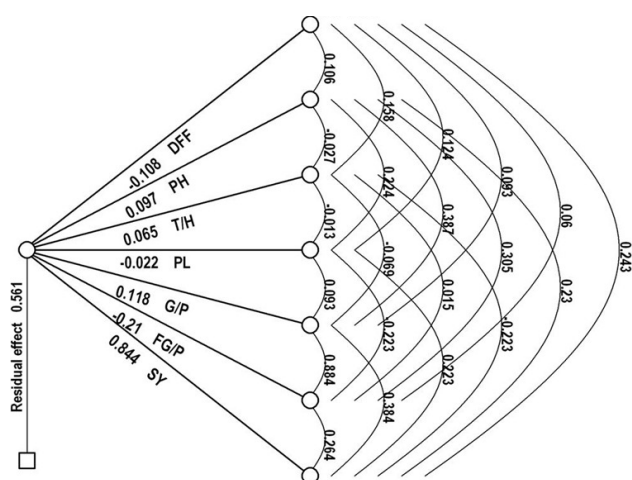 -0.108 DFF
0.097 PH
0.065 T/H
-0.022 PL
0.118 G/P
-0.21 FG/P
0.844 SY
Residual effect 0.561
0.106
-0.027
-0.013
0.093
0.884
0.264
0.158
0.224
-0.069
-0.223
0.384
0.124
0.387
0.015
0.223
0.093
0.305
-0.223
0.06
0.23
0.243